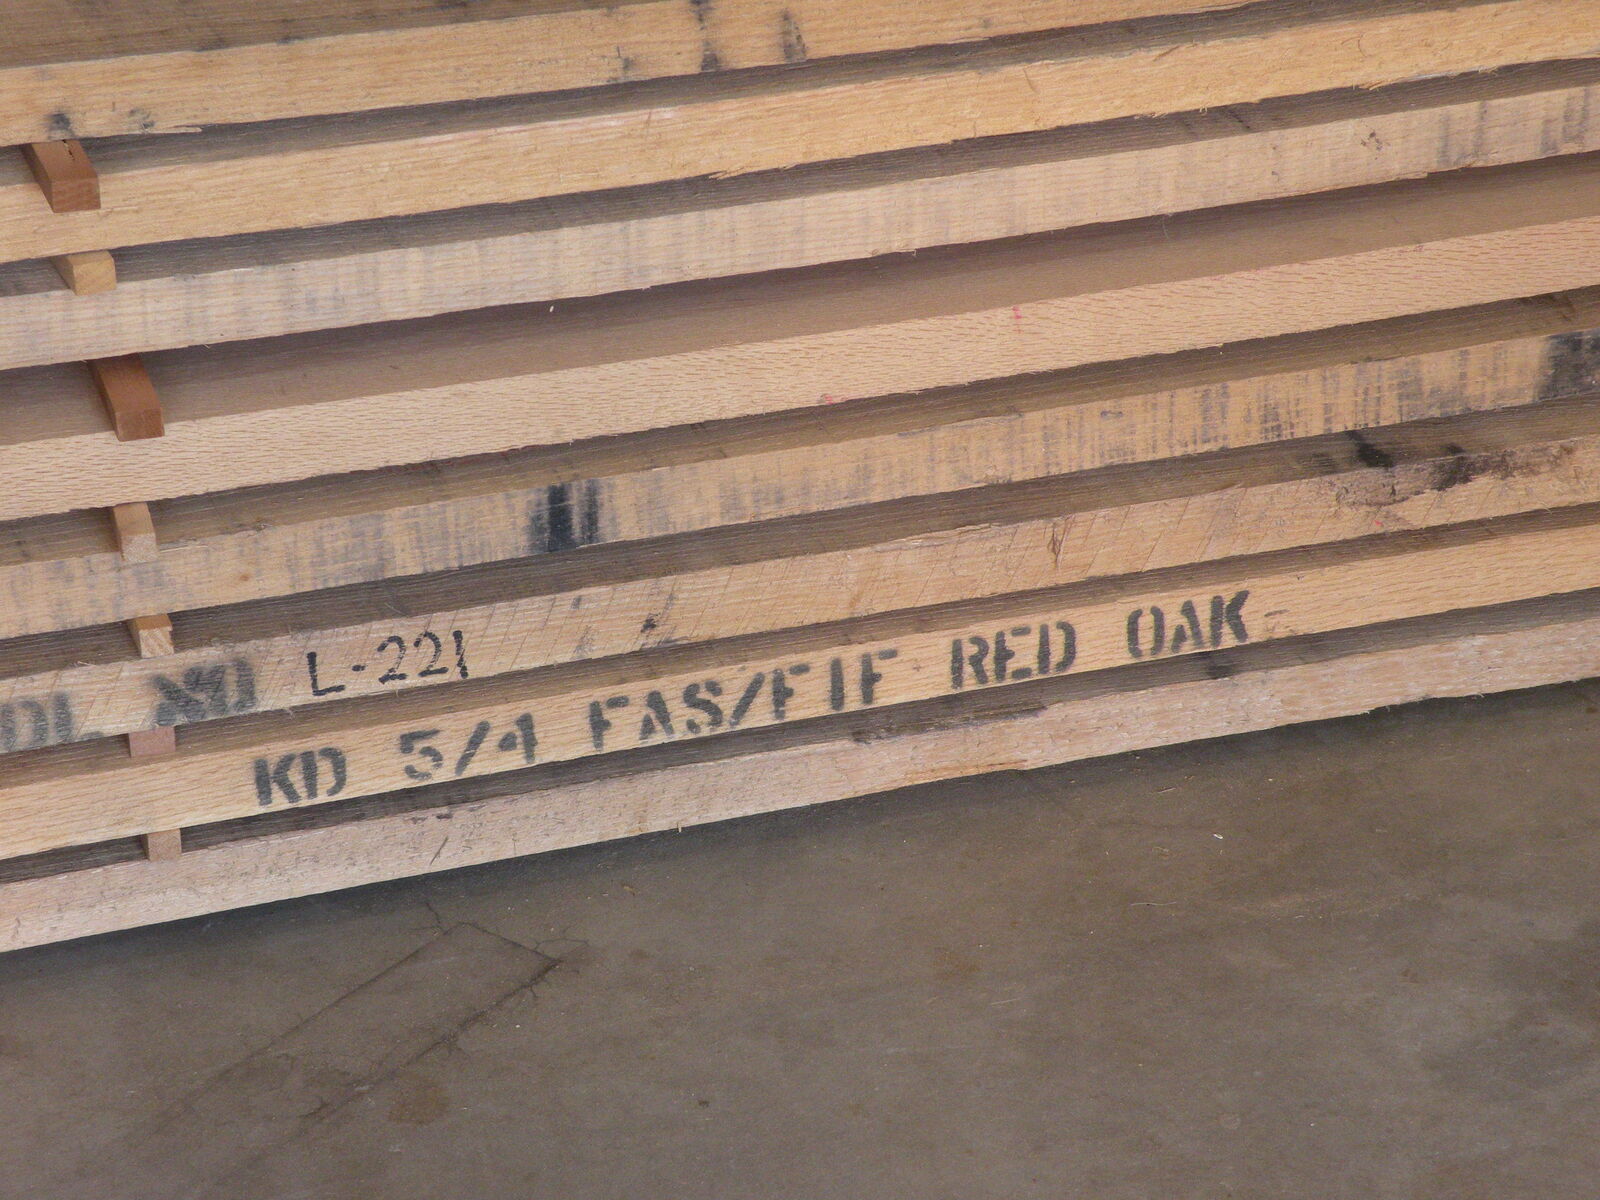 L-221
KD 5/4 FAS/F1F RED OAK